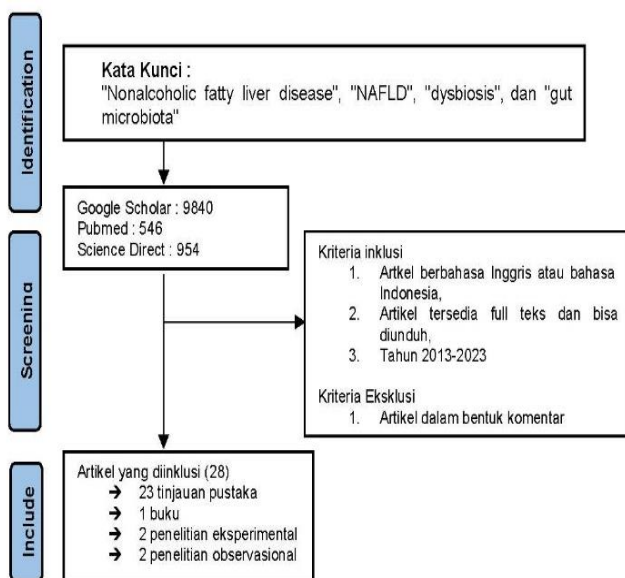 Identification
Kata Kunci :
"Nonalcoholic fatty liver disease", "NAFLD", "dysbiosis", dan "gut
microbiota"
Google Scholar : 9840
Pubmed : 546
Science Direct : 954
Screening
Kriteria inklusi
1. Artkel berbahasa Inggris atau bahasa
Indonesia,
2. Artikel tersedia full teks dan bisa
diunduh,
3. Tahun 2013-2023
Kriteria Eksklusi
1. Artikel dalam bentuk komentar
Include
Artikel yang diinklusi (28)
➔ 23 tinjauan pustaka
➔ 1 buku
➔ 2 penelitian eksperimental
➔ 2 penelitian observasional